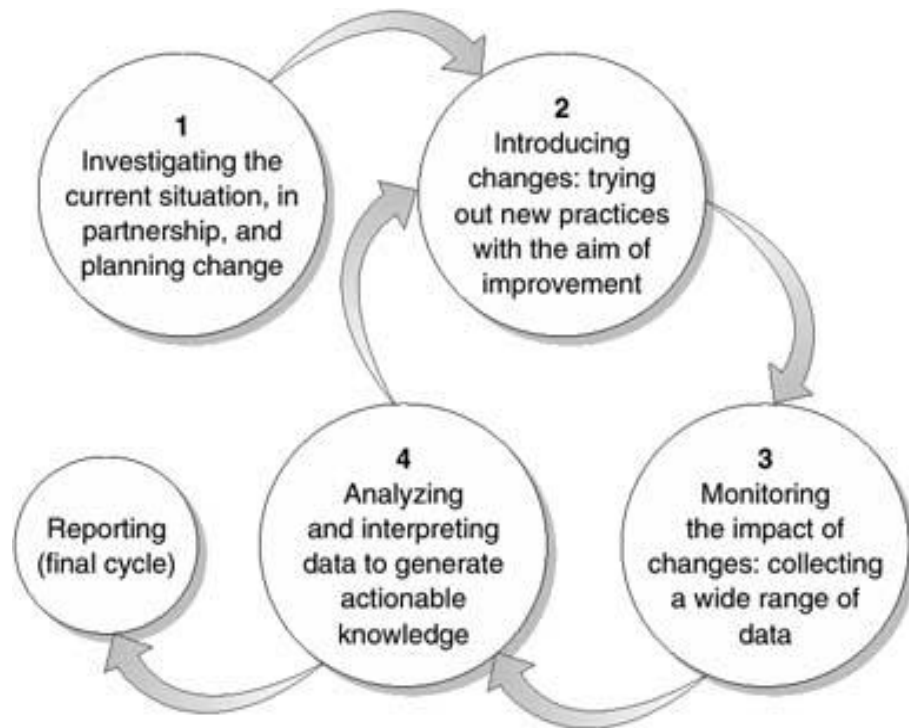 1
Investigating the
current situation, in
partnership, and
planning change
2
Introducing
changes: trying
out new practices
with the aim of
improvement
3
Monitoring
the impact of
changes: collecting
a wide range of
data
4
Analyzing
and interpreting
data to generate
actionable
knowledge
Reporting
(final cycle)